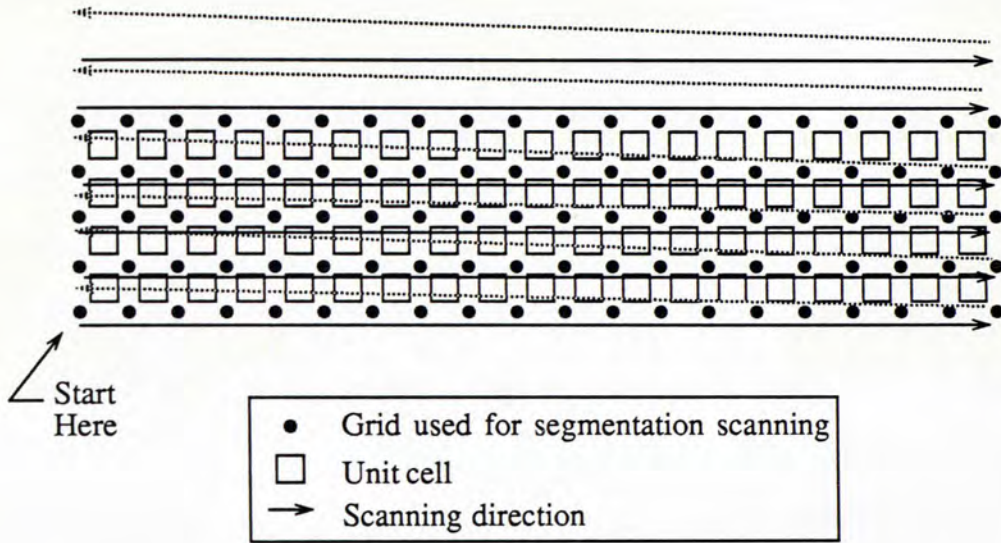 Start
Here
Grid used for segmentation scanning
Unit cell
Scanning direction